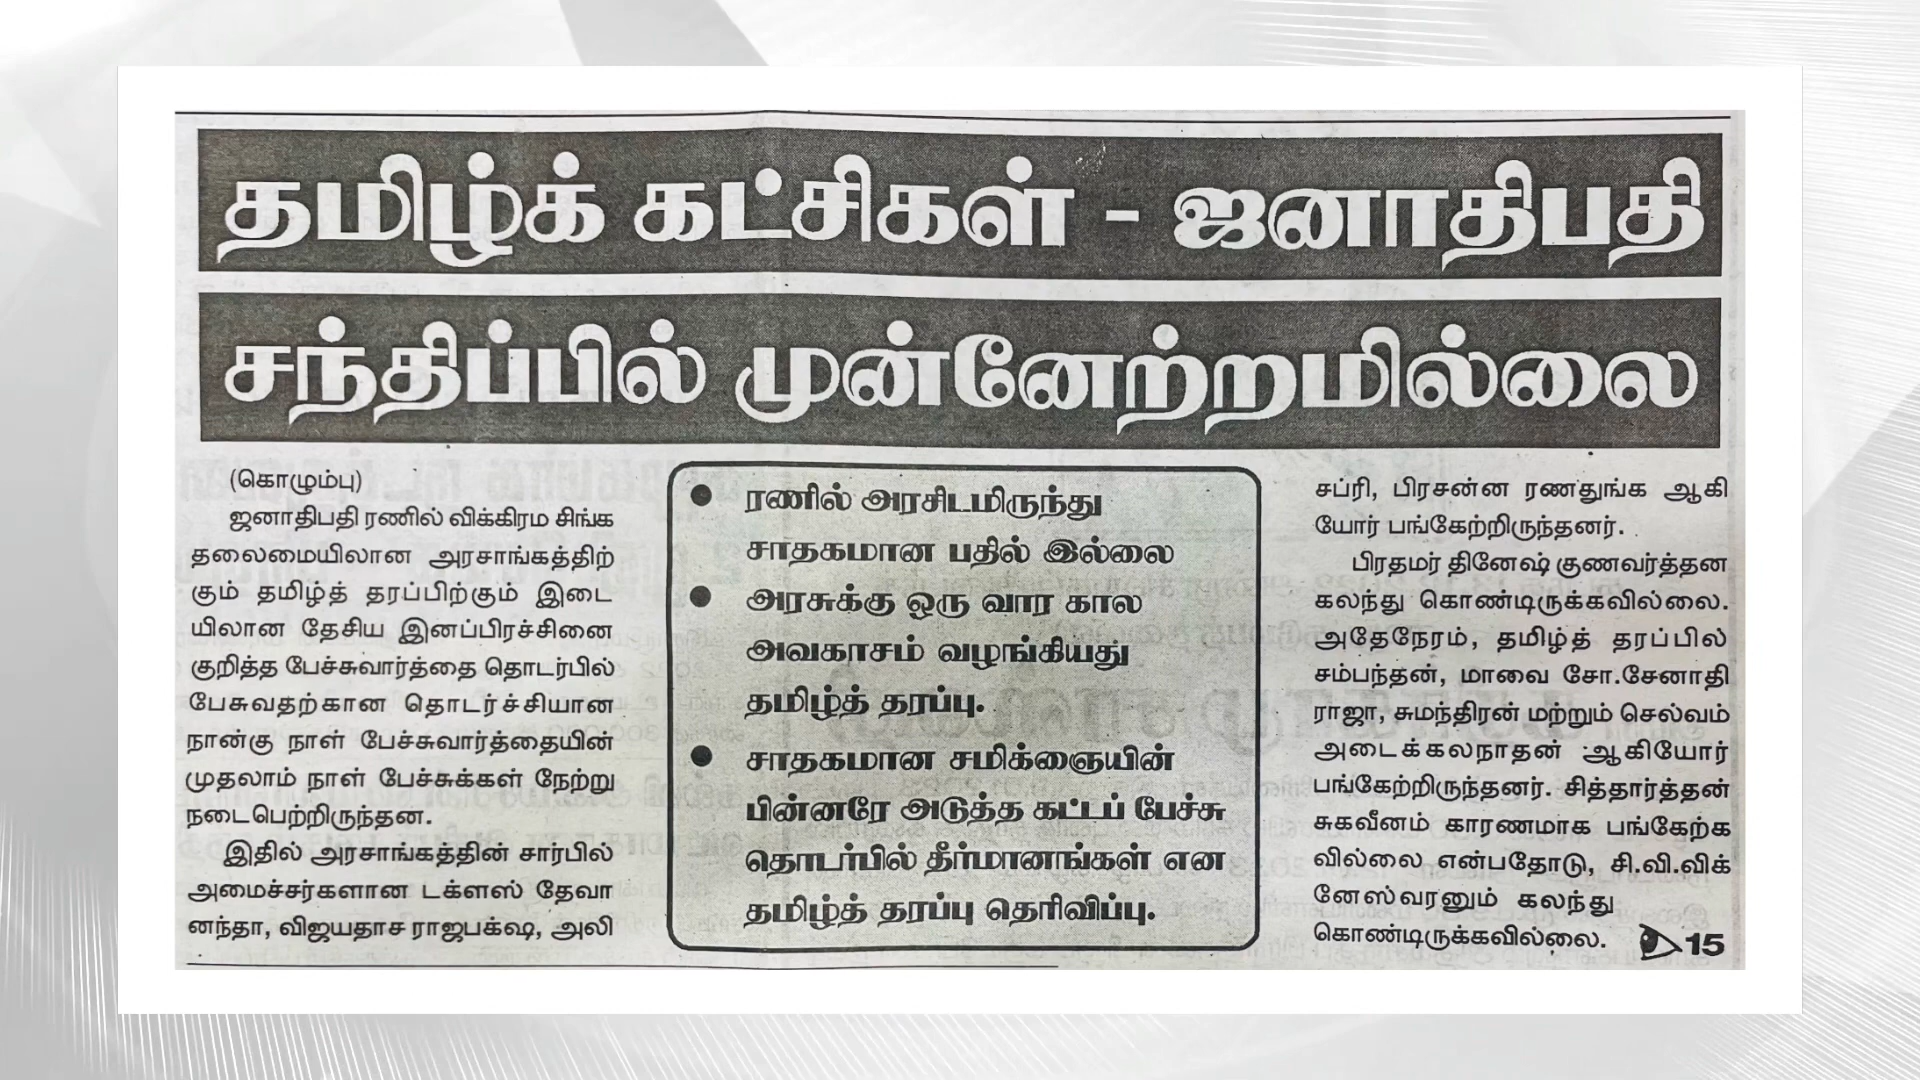 தமிழ்க் கட்சிகள் - ஜனாதிபதி
சந்திப்பில் முன்னேற்றமில்லை
(கொழும்பு)
ஜனாதிபதி ரணில் விக்கிரம சிங்க
தலைமையிலான அரசாங்கத்திற்
கும் தமிழ்த் தரப்பிற்கும் இடை
யிலான தேசிய இனப்பிரச்சினை
குறித்த பேச்சுவார்த்தை தொடர்பில்
பேசுவதற்கான தொடர்ச்சியான
நான்கு நாள் பேச்சுவார்த்தையின்
முதலாம் நாள் பேச்சுக்கள் நேற்று
நடைபெற்றிருந்தன.
இதில் அரசாங்கத்தின் சார்பில்
அமைச்சர்களான டக்ளஸ் தேவா
னந்தா, விஜயதாச ராஜபக்ஷ, அலி
● ரணில் அரசிடமிருந்து
சாதகமான பதில் இல்லை
● அரசுக்கு ஒரு வார கால
அவகாசம் வழங்கியது
தமிழ்த் தரப்பு.
● சாதகமான சமிக்ஞையின்
பின்னரே அடுத்த கட்டப் பேச்சு
தொடர்பில் தீர்மானங்கள் என
தமிழ்த் தரப்பு தெரிவிப்பு.
சப்ரி, பிரசன்ன ரணதுங்க ஆகி
யோர் பங்கேற்றிருந்தனர்.
பிரதமர் தினேஷ் குணவர்த்தன
கலந்து கொண்டிருக்கவில்லை.
அதேநேரம், தமிழ்த் தரப்பில்
சம்பந்தன், மாவை சோ.சேனாதி
ராஜா, சுமந்திரன் மற்றும் செல்வம்
அடைக்கலநாதன் ஆகியோர்
பங்கேற்றிருந்தனர். சித்தார்த்தன்
சுகவீனம் காரணமாக பங்கேற்க
வில்லை என்பதோடு, சி.வி.விக்
னேஸ்வரனும் கலந்து
கொண்டிருக்கவில்லை. 15